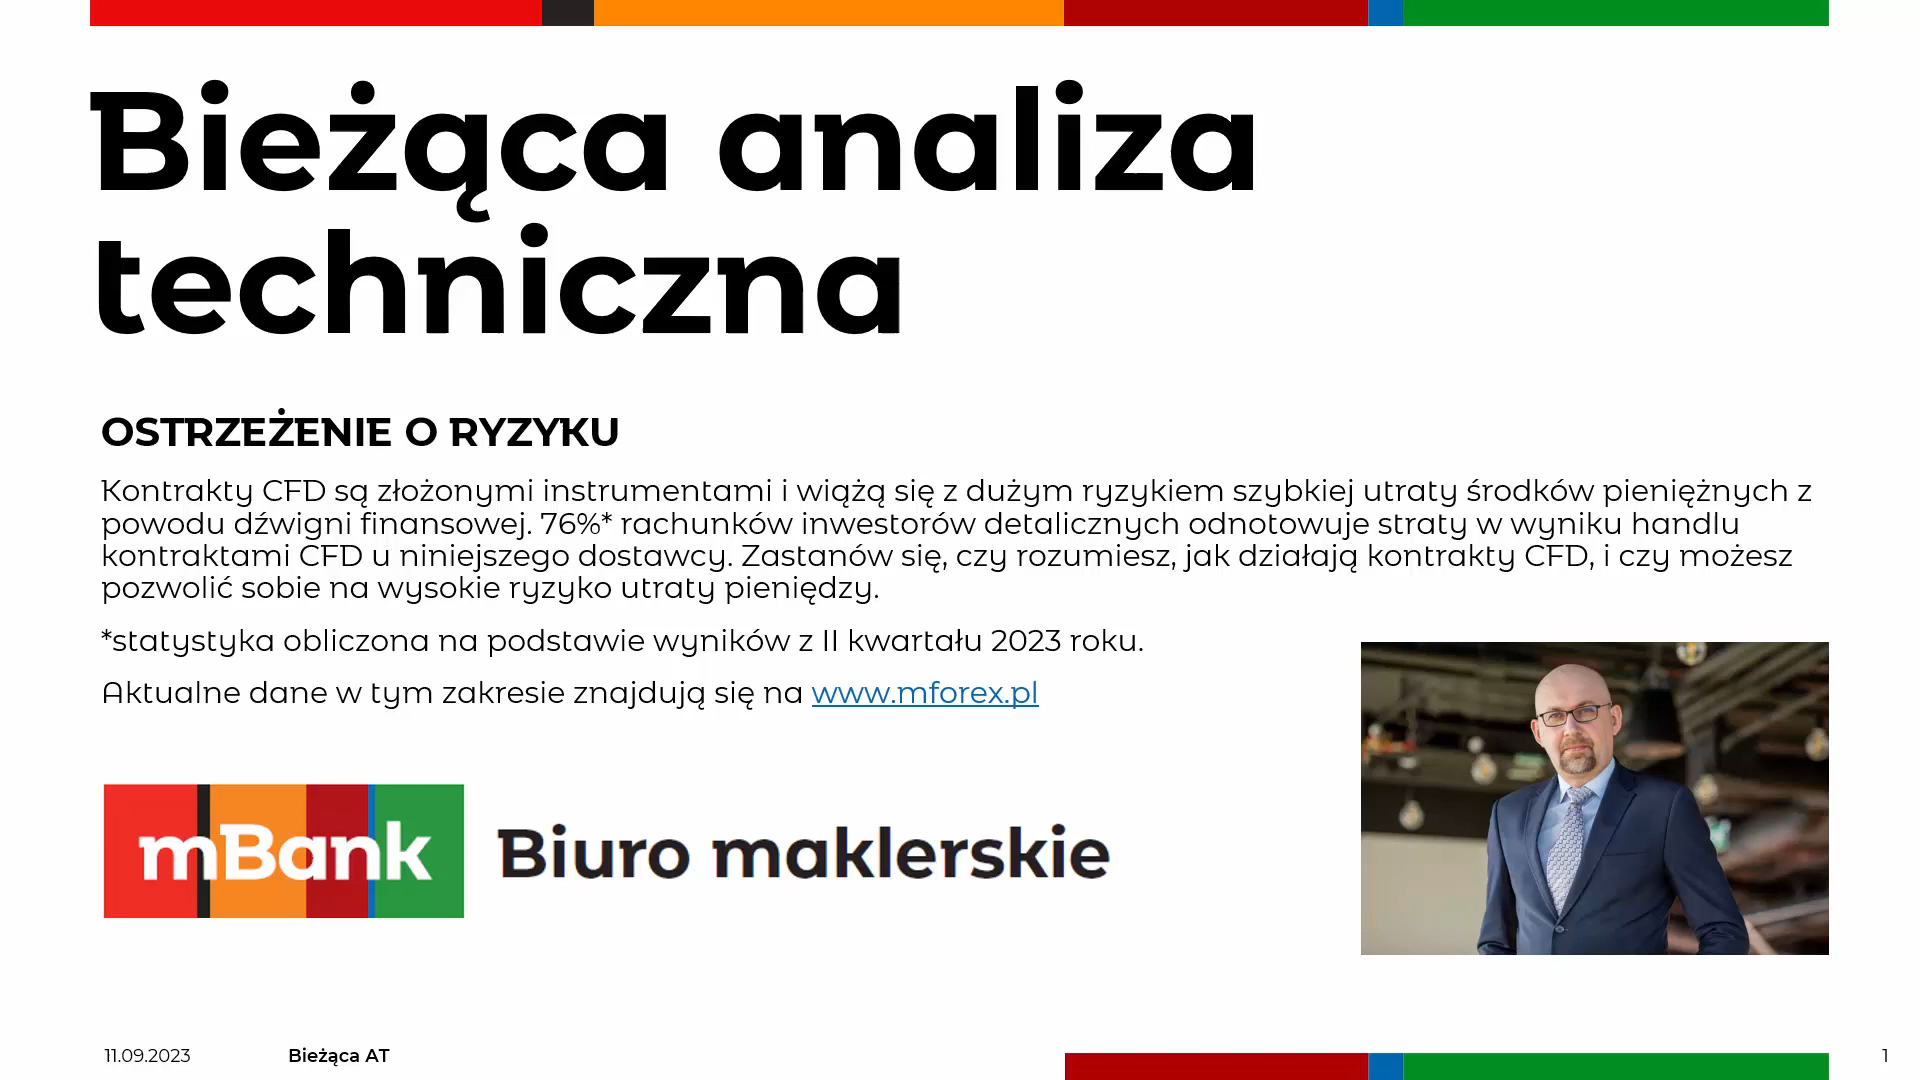 Bieżąca analiza
techniczna
OSTRZEŻENIE O RYZYKU
Kontrakty CFD są złożonymi instrumentami i wiążą się z dużym ryzykiem szybkiej utraty środków pieniężnych z
powodu dźwigni finansowej. 76%* rachunków inwestorów detalicznych odnotowuje straty w wyniku handlu
kontraktami CFD u niniejszego dostawcy. Zastanów się, czy rozumiesz, jak działają kontrakty CFD, i czy możesz
pozwolić sobie na wysokie ryzyko utraty pieniędzy.
*statystyka obliczona na podstawie wyników z II kwartału 2023 roku.
Aktualne dane w tym zakresie znajdują się na www.mforex.pl
mBank Biuro maklerskie
11.09.2023 Bieżąca AT 1